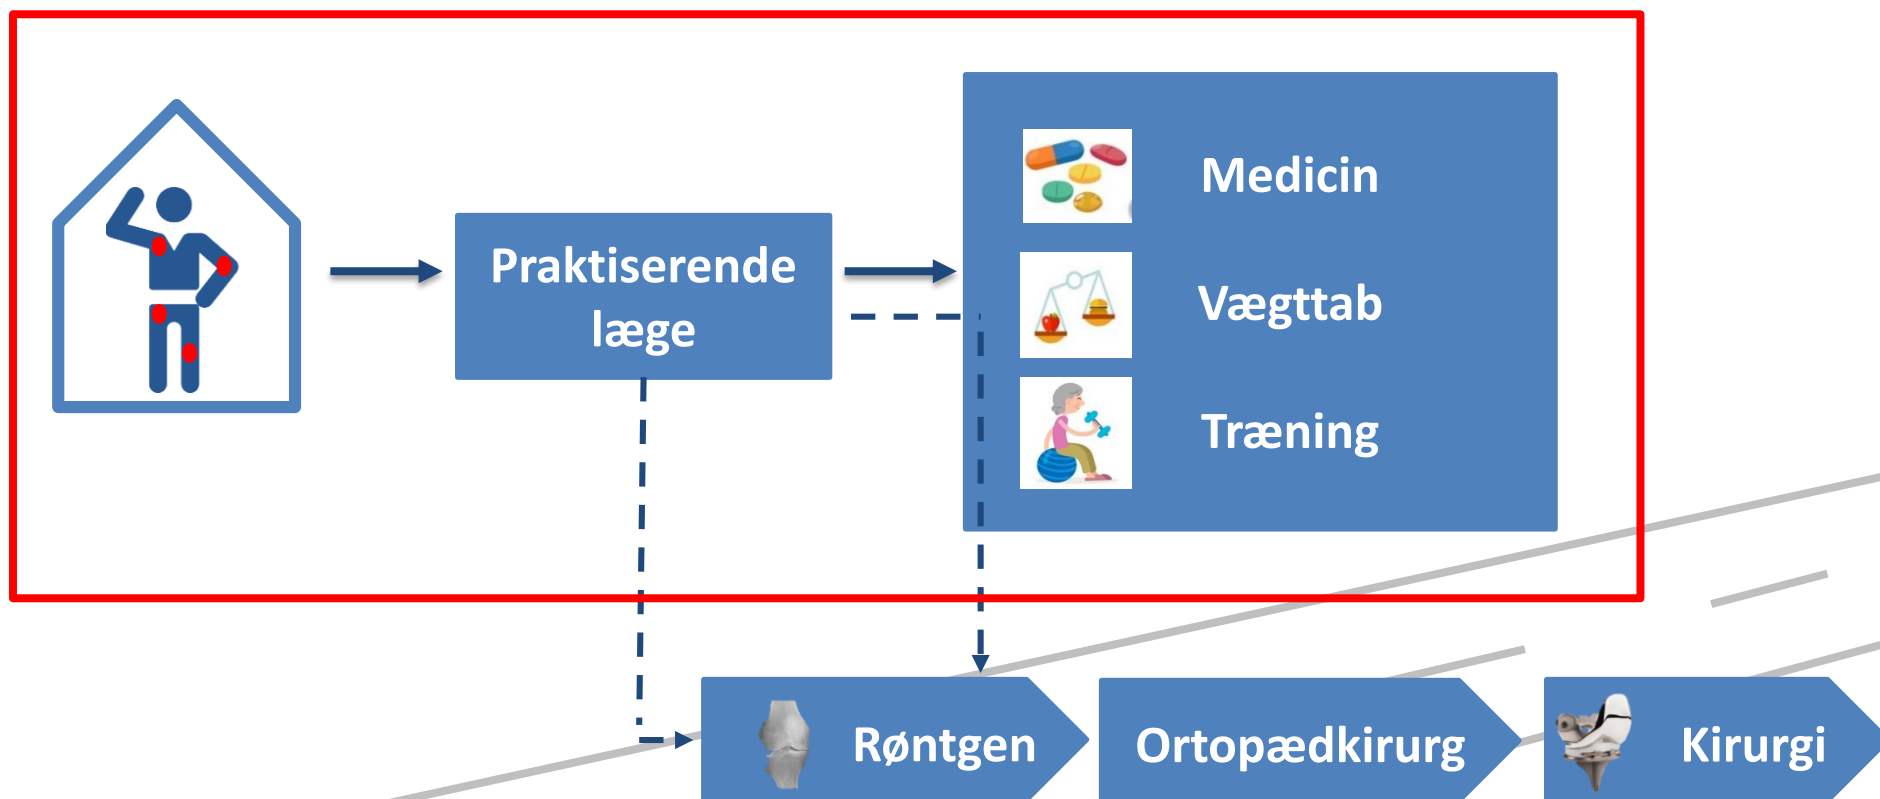 Praktiserende
læge
Medicin
Vægttab
Træning
Røntgen
Ortopædkirurg
Kirurgi